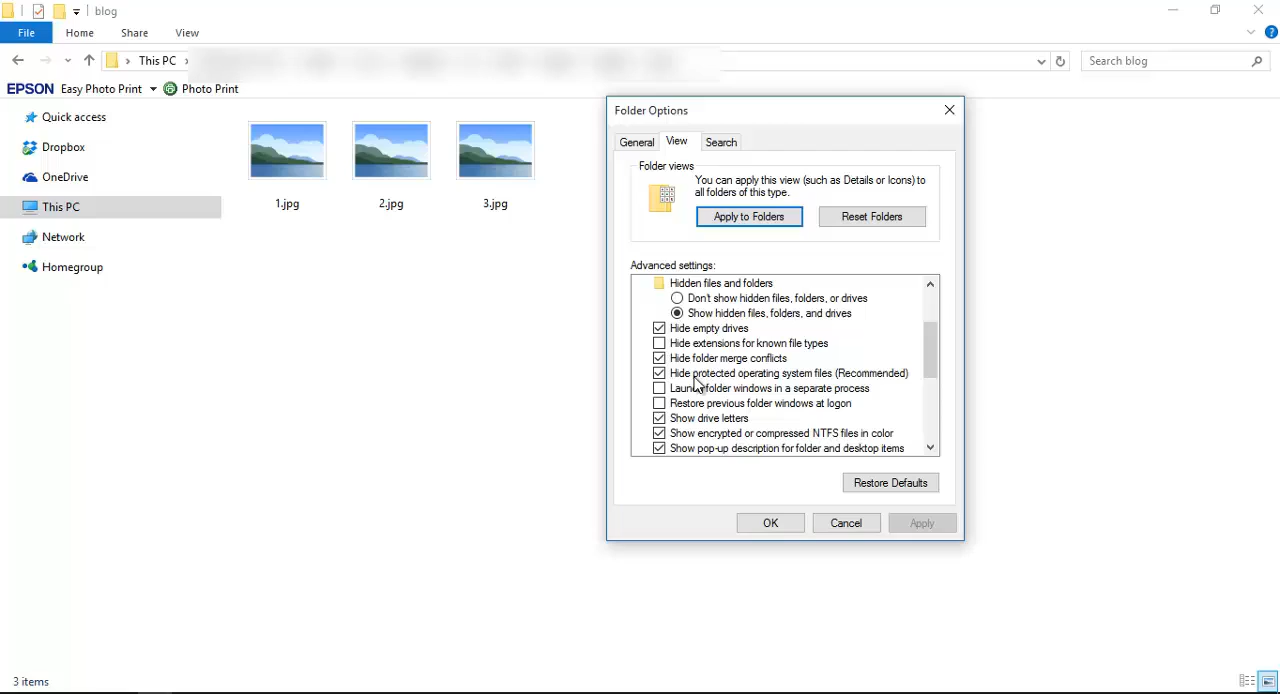 blog
File Home Share View
This PC
Search blog
EPSON Easy Photo Print Photo Print
Quick access
Dropbox
OneDrive
This PC
Network
Homegroup
1.jpg 2.jpg 3.jpg
Folder Options
General View Search
Folder views
You can apply this view (such as Details or Icons) to
all folders of this type.
Apply to Folders Reset Folders
Advanced settings:
Hidden files and folders
Don't show hidden files, folders, or drives
Show hidden files, folders, and drives
Hide empty drives
Hide extensions for known file types
Hide folder merge conflicts
Hide protected operating system files (Recommended)
Launch folder windows in a separate process
Restore previous folder windows at logon
Show drive letters
Show encrypted or compressed NTFS files in color
Show pop-up description for folder and desktop items
Restore Defaults
OK Cancel Apply
3 items